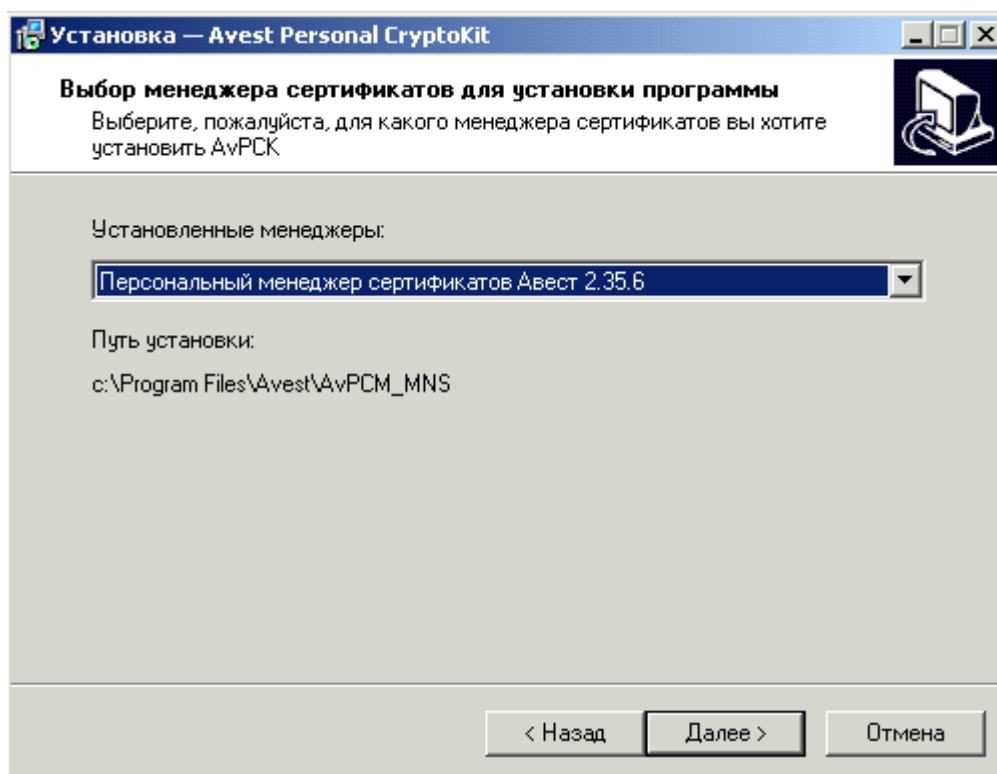 Установка — Avest Personal CryptoKit
Выбор менеджера сертификатов для установки программы
Выберите, пожалуйста, для какого менеджера сертификатов вы хотите
установить AvPCK
Установленные менеджеры:
Персональный менеджер сертификатов Авест 2.35.6
Путь установки:
c:\Program Files\Avest\AvPCM_MNS
< Назад
Далее >
Отмена